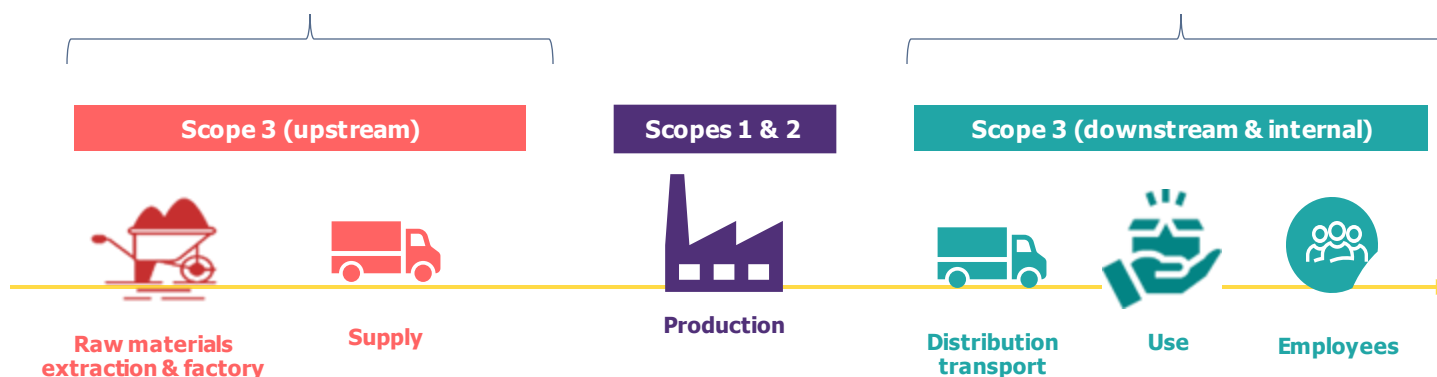 Scope 3 (upstream)
Scopes 1 & 2
Scope 3 (downstream & internal)
Raw materials
extraction & factory
Supply
Production
Distribution
transport
Use
Employees